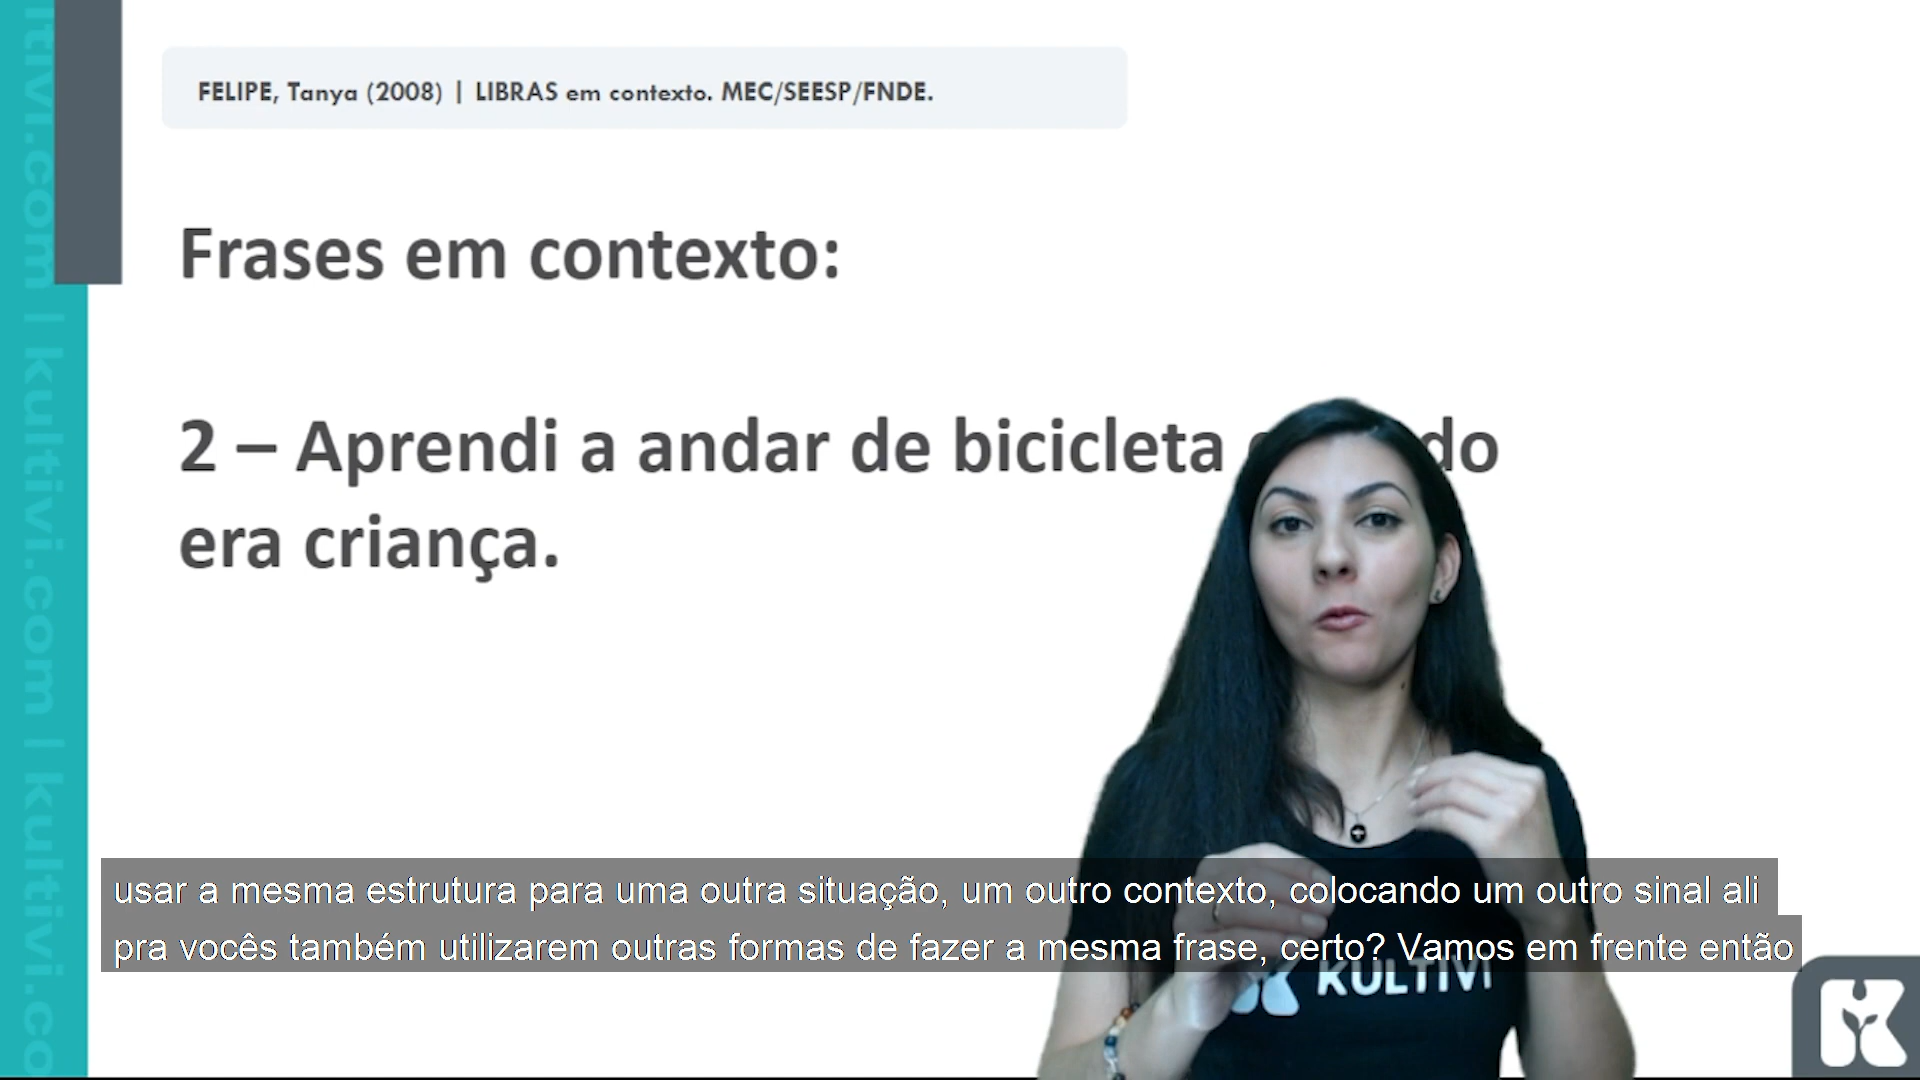 FELIPE, Tanya (2008) | LIBRAS em contexto. MEC/SEESP/FNDE.
Frases em contexto:
2 – Aprendi a andar de bicicleta do
era criança.
usar a mesma estrutura para uma outra situação, um outro contexto, colocando um outro sinal ali
pra vocês também utilizarem outras formas de fazer a mesma frase, certo? Vamos em frente então
KULTIVI
kultivi.com | kultivi.com | kultivi.co